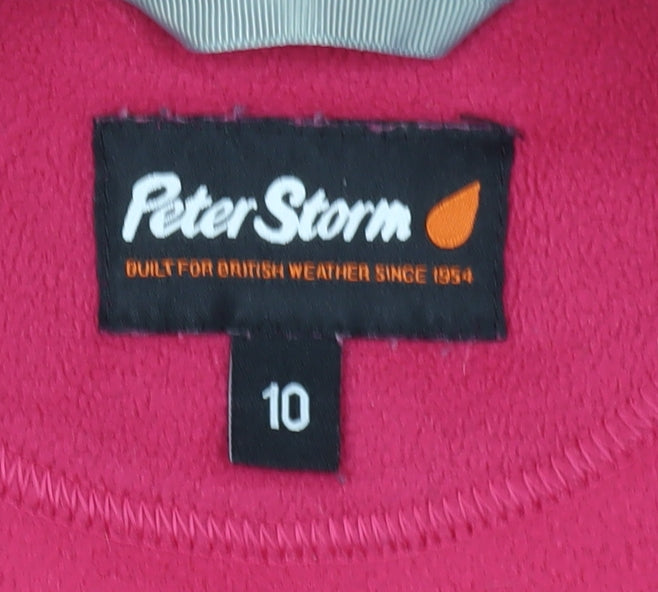 Peter Storm
BUILT FOR BRITISH WEATHER SINCE 1954
10